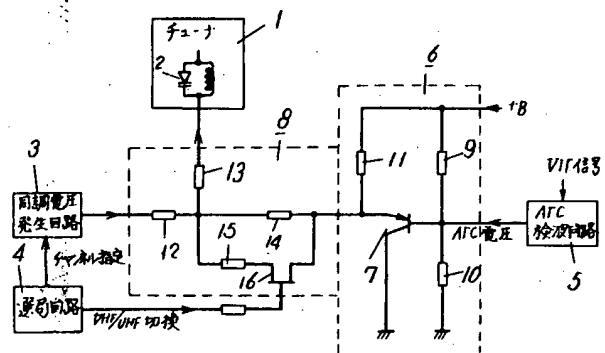 チューナ
1
2
6
8
+B
3
同調電圧
発生回路
13
11
9
VIF信号
12
14
AFC電圧
AFC
検波回路
15
7
チャンネル指定
16
10
5
4
選局回路
VHF/UHF切換